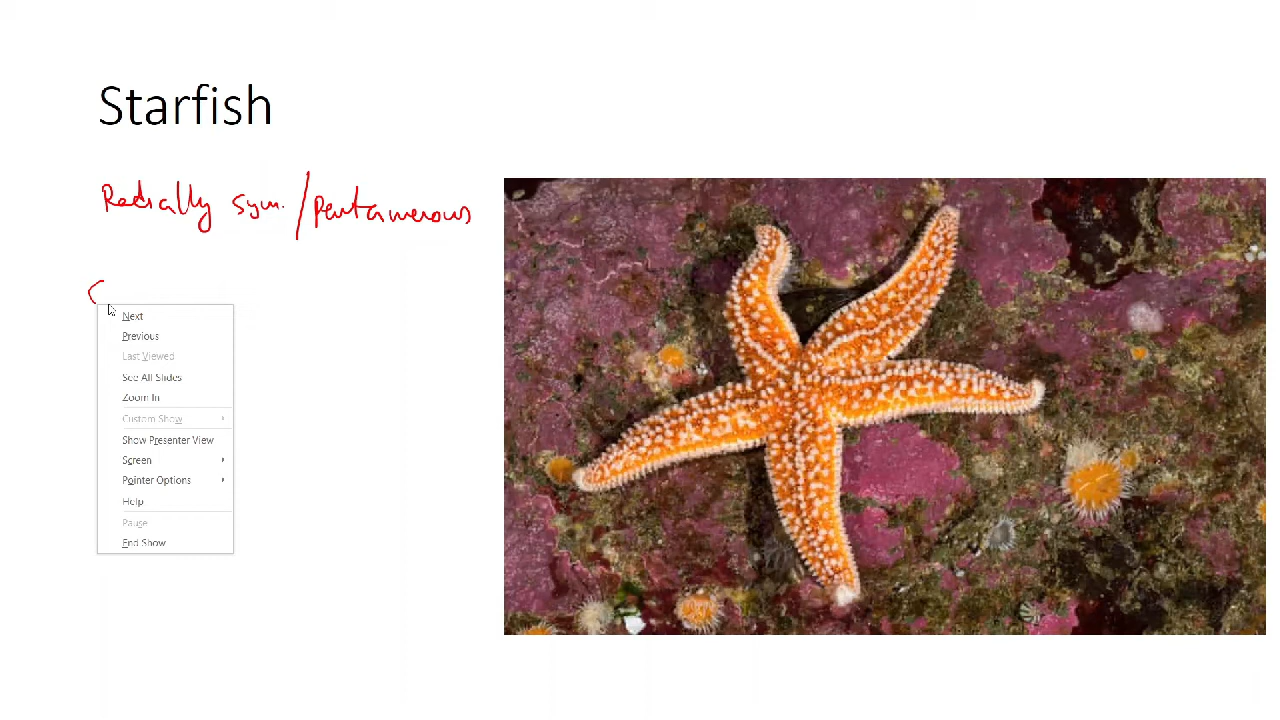 Starfish
Radially sym. / Pentamerous
Next
Previous
Last Viewed
See All Slides
Zoom In
Custom Show
Show Presenter View
Screen
Pointer Options
Help
Pause
End Show